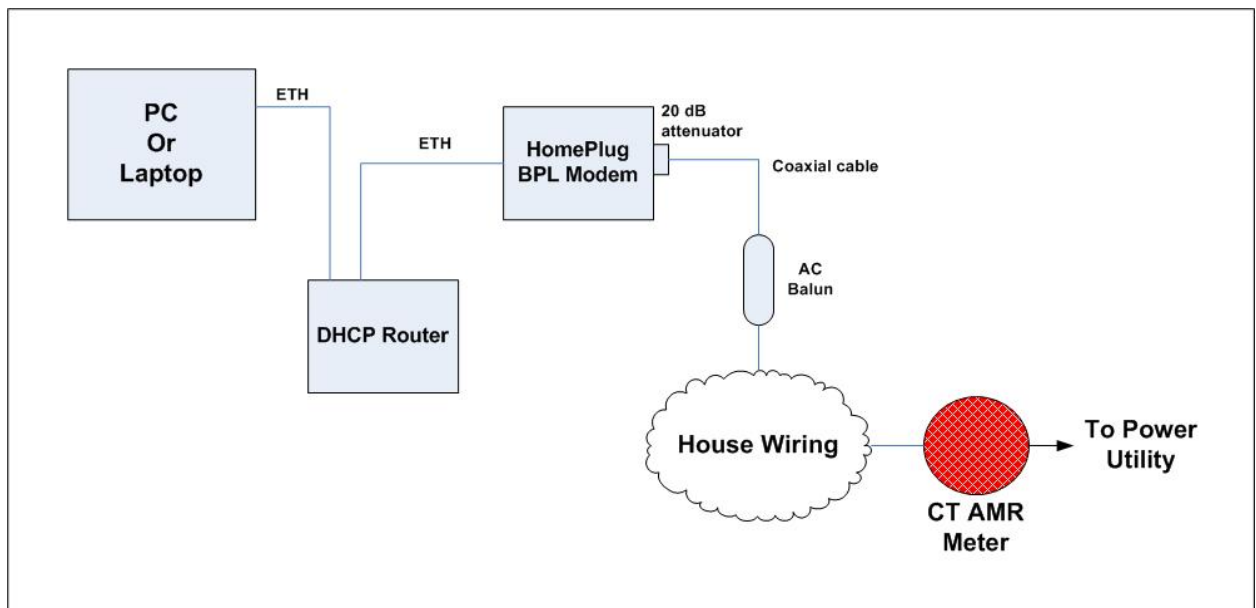 PC
Or
Laptop
ETH
ETH
HomePlug
BPL Modem
20 dB
attenuator
Coaxial cable
AC
Balun
DHCP Router
House Wiring
To Power
Utility
CT AMR
Meter